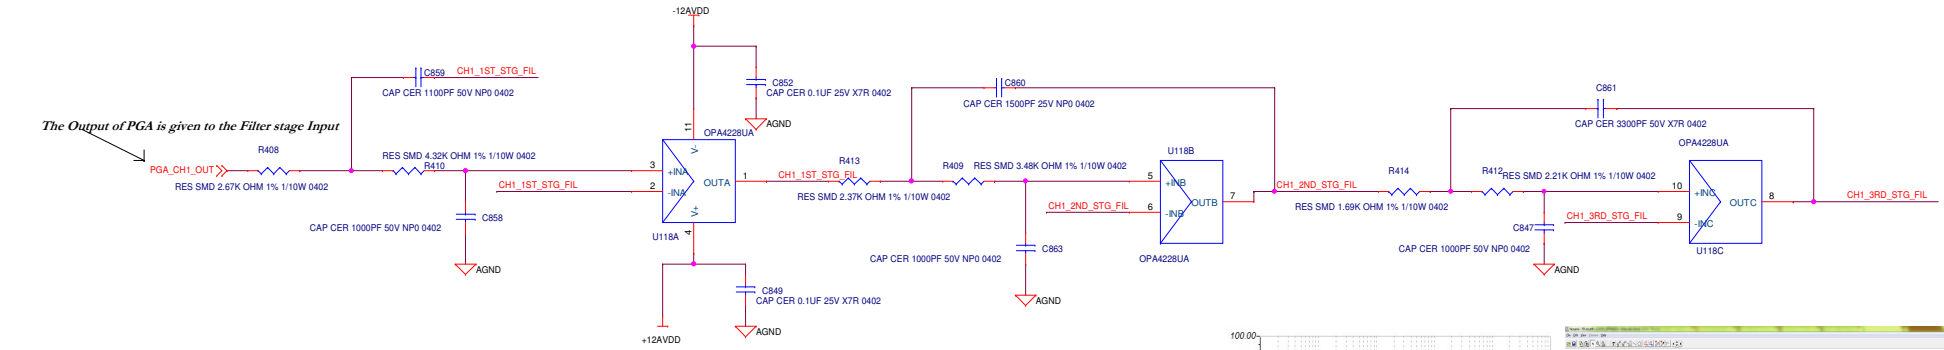 -12AVDD
C859
CH1_1ST_STG_FIL
CAP CER 1100PF 50V NP0 0402
C852
CAP CER 0.1UF 25V X7R 0402
AGND
The Output of PGA is given to the Filter stage Input
PGA_CH1_OUT
R408
RES SMD 2.67K OHM 1% 1/10W 0402
RES SMD 4.32K OHM 1% 1/10W 0402
R410
CH1_1ST_STG_FIL
C858
CAP CER 1000PF 50V NP0 0402
AGND
11
OPA4228UA
V-
3
+INA
2
-INA
OUTA
1
V+
4
U118A
C849
CAP CER 0.1UF 25V X7R 0402
AGND
+12AVDD
CH1_1ST_STG_FIL
R413
RES SMD 2.37K OHM 1% 1/10W 0402
C860
CAP CER 1500PF 25V NP0 0402
R409
RES SMD 3.48K OHM 1% 1/10W 0402
CH1_2ND_STG_FIL
C863
CAP CER 1000PF 50V NP0 0402
AGND
U118B
5
+INB
6
-INB
OUTB
7
OPA4228UA
CH1_2ND_STG_FIL
R414
RES SMD 1.69K OHM 1% 1/10W 0402
C861
CAP CER 3300PF 50V X7R 0402
R412
RES SMD 2.21K OHM 1% 1/10W 0402
CH1_3RD_STG_FIL
C847
CAP CER 1000PF 50V NP0 0402
AGND
OPA4228UA
10
+INC
9
-INC
OUTC
8
U118C
CH1_3RD_STG_FIL
100.00